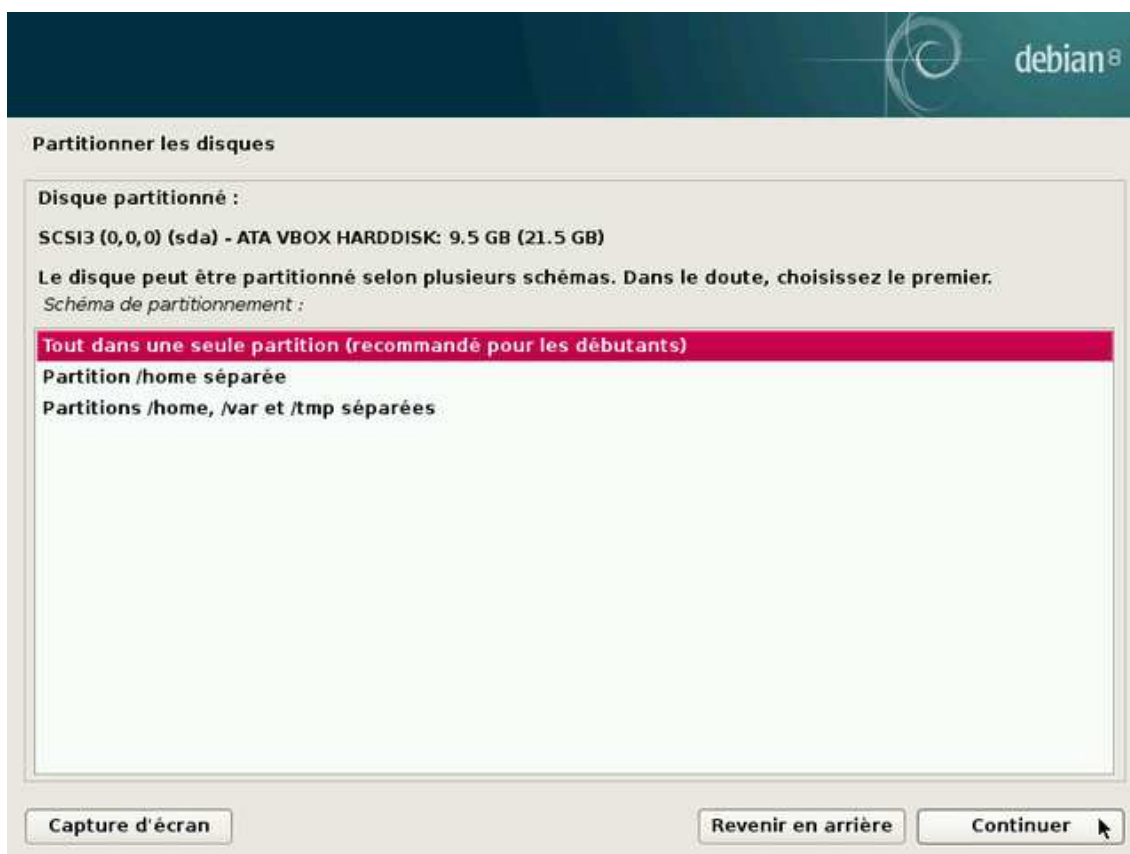 debian 8
Partitionner les disques
Disque partitionné :
SCSI3 (0,0,0) (sda) - ATA VBOX HARDDISK: 9.5 GB (21.5 GB)
Le disque peut être partitionné selon plusieurs schémas. Dans le doute, choisissez le premier.
Schéma de partitionnement :
Tout dans une seule partition (recommandé pour les débutants)
Partition /home séparée
Partitions /home, /var et /tmp séparées
Capture d'écran
Revenir en arrière
Continuer